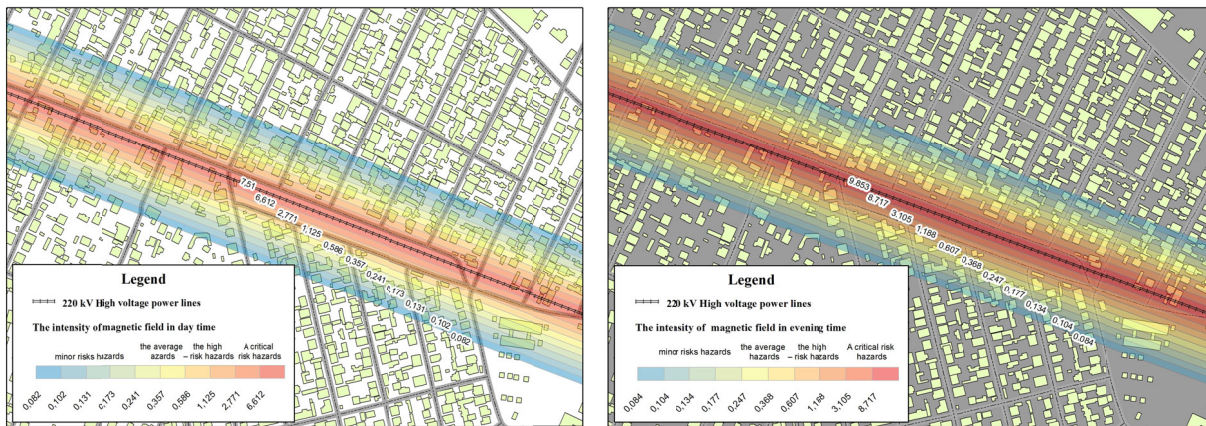 7,51
6,612
2,771
1,125
0,586
0,357
0,241
0,173
0,131
0,102
0,082
Legend
220 kV High voltage power lines
The intensity of magnetic field in day time
minor risks hazards
the average
azards
the high
– risk hazards
A critical
risk hazards
0,082
0,102
0,131
0,173
0,241
0,357
0,586
1,125
2,771
6,612
9.853
8,717
3,105
1,188
0,607
0,368
0,247
0,177
0,134
0,104
0,084
Legend
220 kV High voltage power lines
The intesity of magnetic field in evening time
minor risks hazards
the average
hazards
the high
– risk hazards
A critical risk
hazards
0,084
0,104
0,134
0,177
0,247
0,368
0,607
1,188
3,105
8,717